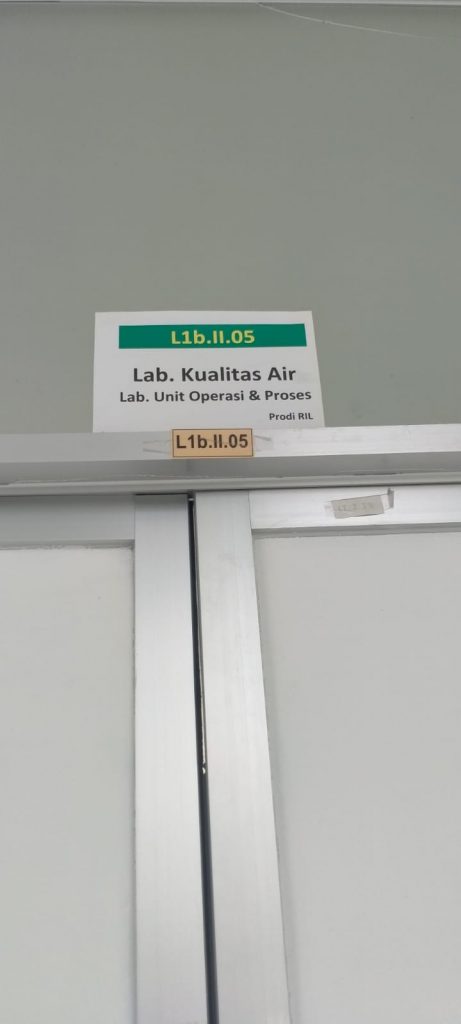 L1b.II.05
Lab. Kualitas Air
Lab. Unit Operasi & Proses
Prodi RIL
L1b.II.05